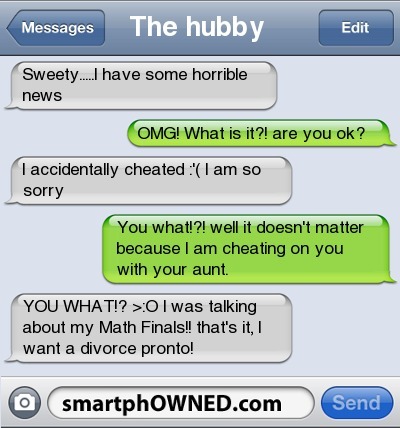 Messages
The hubby
Edit
Sweety.....I have some horrible
news
OMG! What is it?! are you ok?
I accidentally cheated :'( I am so
sorry
You what!?! well it doesn't matter
because I am cheating on you
with your aunt.
YOU WHAT!? >:O I was talking
about my Math Finals!! that's it, I
want a divorce pronto!
smartphOWNED.com
Send